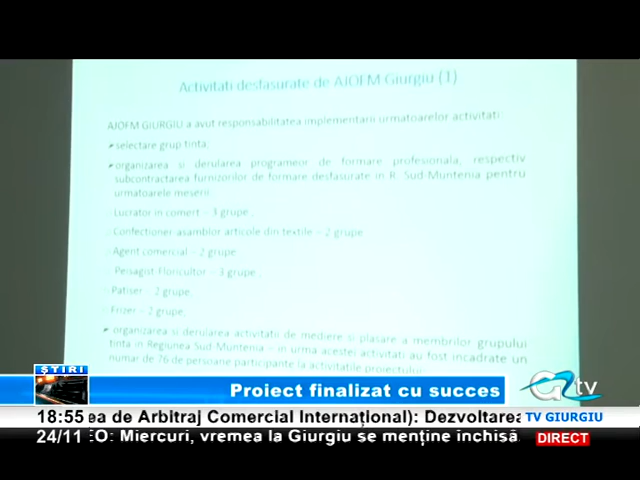 Activitati desfasurate de AJOFM Giurgiu (1)
AJOFM GIURGIU a avut responsabilitatea implementarii urmatoarelor activitati:
selectare grup tinta;
organizarea si derularea programelor de formare profesionala, respectiv
subcontractarea furnizorilor de formare desfasurate in R. Sud-Muntenia pentru
urmatoarele meserii:
Lucrator in comert – 3 grupe;
Confectioner asamblor articole din textile – 2 grupe
Agent comercial – 2 grupe
Peisagist Floricultor – 3 grupe;
Patiser – 2 grupe
Frizer – 2 grupe;
organizarea si derularea activitatii de mediere si plasare a membrilor grupului
tinta in Regiunea Sud-Muntenia – in urma acestei activitati au fost incadrate un
numar de 76 de persoane participante la activitatile proiectului.
ȘTIRI
Proiect finalizat cu succes
G tv
18:55 ea de Arbitraj Comercial Internațional): Dezvoltarea TV GIURGIU
24/11 EO: Miercuri, vremea la Giurgiu se menține închisă. DIRECT